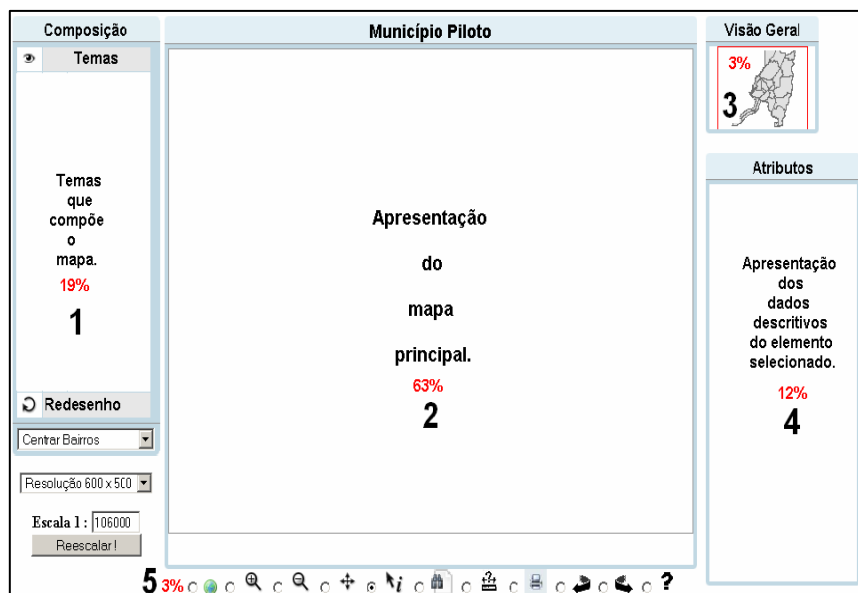 Composição
Temas
Temas
que
compõe
o
mapa.
19%
1
Redesenho
Centrar Bairros
Resolução 600 x 500
Escala 1 : 106000
Reescalar!
Município Piloto
Apresentação
do
mapa
principal.
63%
2
Visão Geral
3%
3
Atributos
Apresentação
dos
dados
descritivos
do elemento
selecionado.
12%
4
5 3% i ?